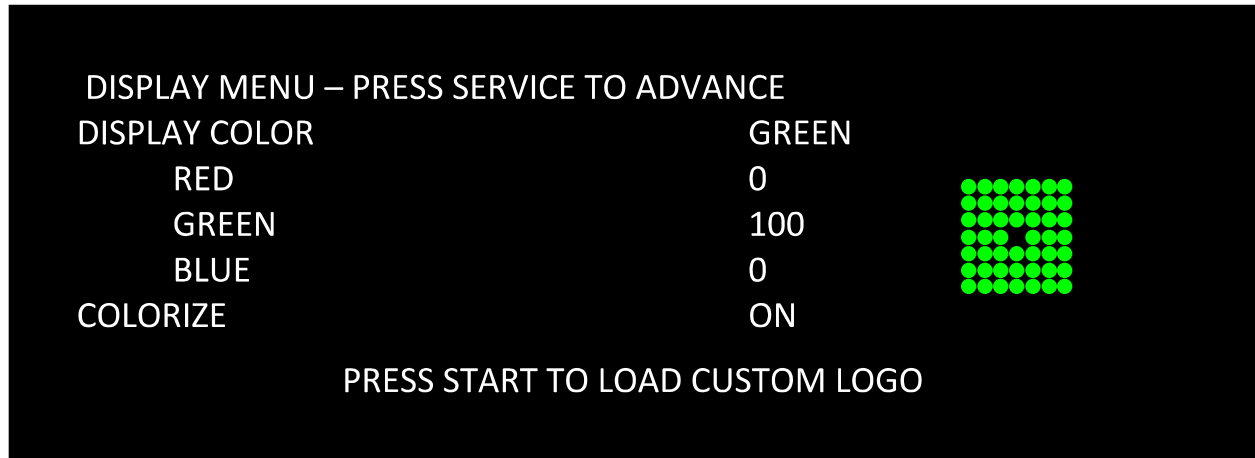 DISPLAY MENU – PRESS SERVICE TO ADVANCE
DISPLAY COLOR GREEN
RED 0
GREEN 100
BLUE 0
COLORIZE ON
PRESS START TO LOAD CUSTOM LOGO